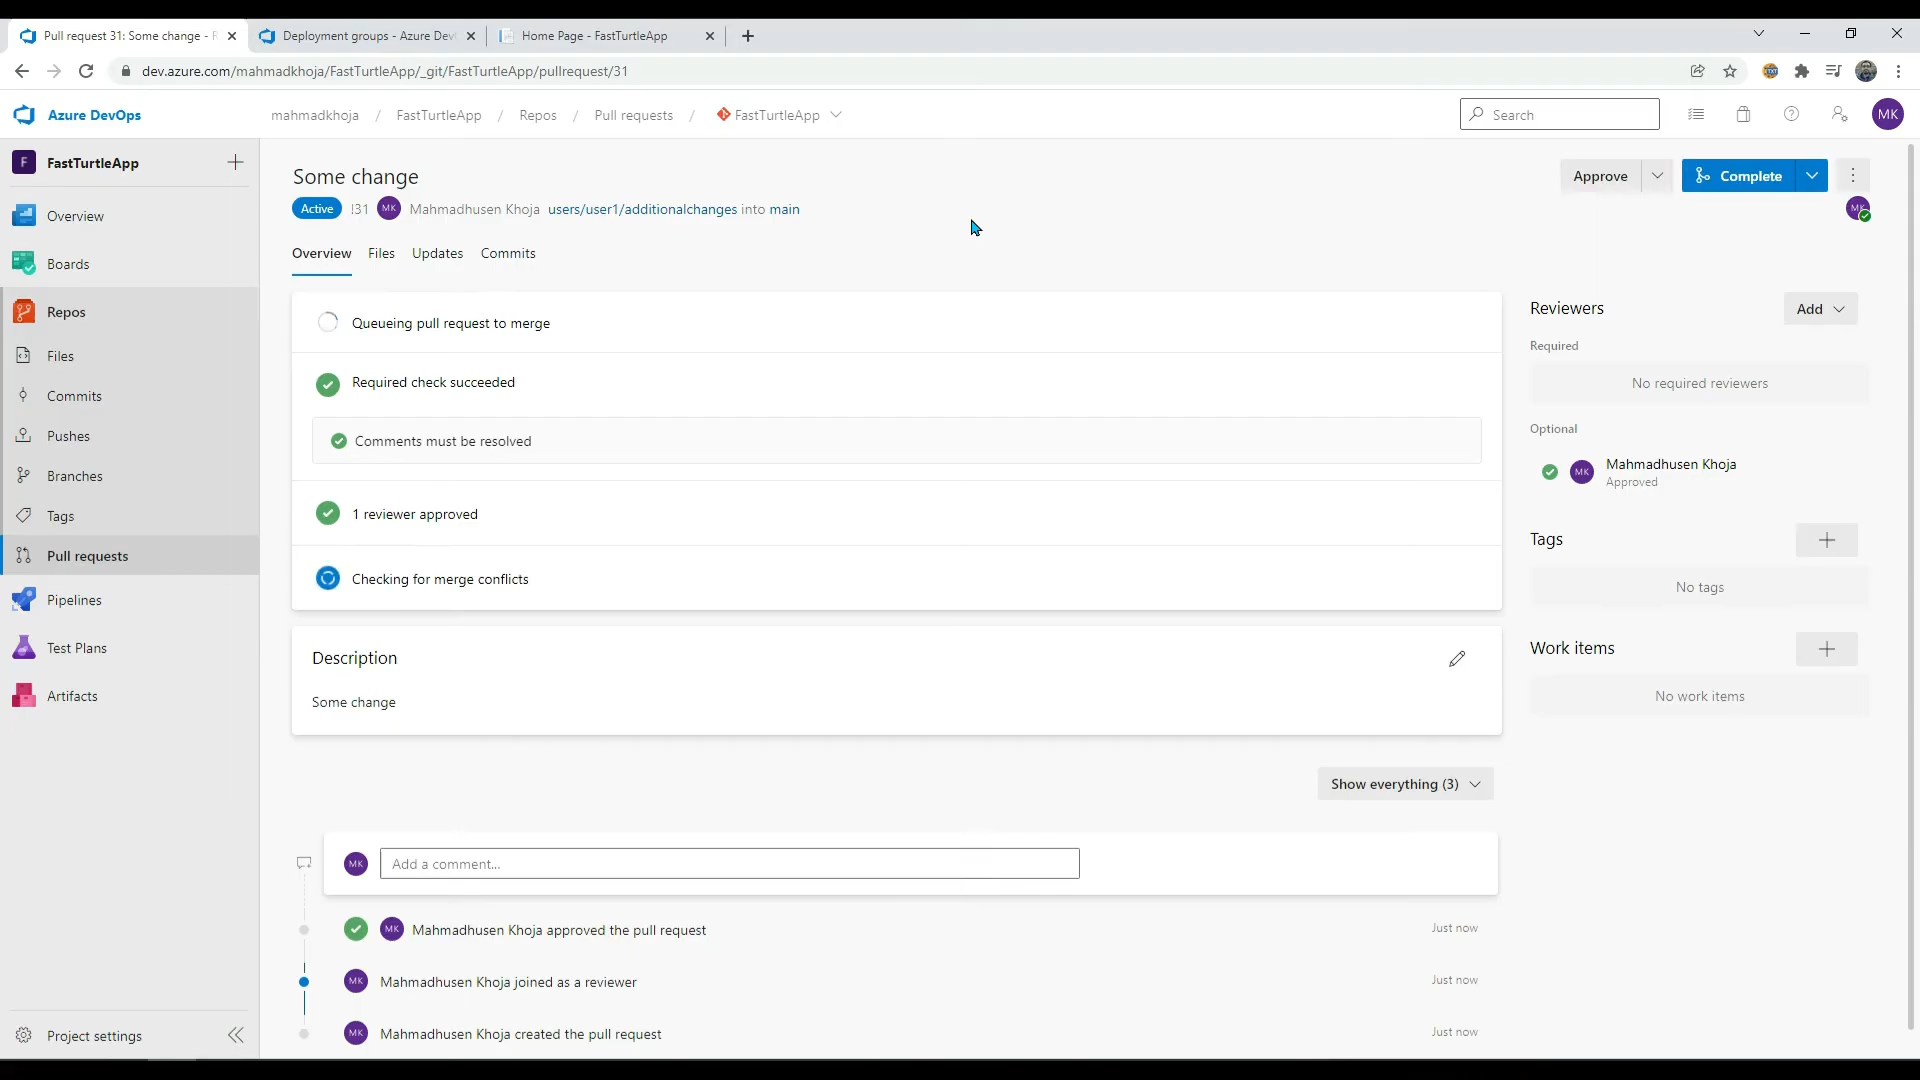 Pull request 31: Some change - R
Deployment groups - Azure Dev
Home Page - FastTurtleApp
dev.azure.com/mahmadkhoja/FastTurtleApp/_git/FastTurtleApp/pullrequest/31
Azure DevOps
mahmadkhoja / FastTurtleApp / Repos / Pull requests / FastTurtleApp
Search
MK
F FastTurtleApp
Overview
Boards
Repos
Files
Commits
Pushes
Branches
Tags
Pull requests
Pipelines
Test Plans
Artifacts
Project settings
Some change
Approve
Complete
Active !31 MK Mahmadhusen Khoja users/user1/additionalchanges into main
MK
Overview Files Updates Commits
Queueing pull request to merge
Required check succeeded
Comments must be resolved
1 reviewer approved
Checking for merge conflicts
Description
Some change
Show everything (3)
MK Add a comment...
MK Mahmadhusen Khoja approved the pull request Just now
MK Mahmadhusen Khoja joined as a reviewer Just now
MK Mahmadhusen Khoja created the pull request Just now
Reviewers
Add
Required
No required reviewers
Optional
MK Mahmadhusen Khoja
Approved
Tags
No tags
Work items
No work items